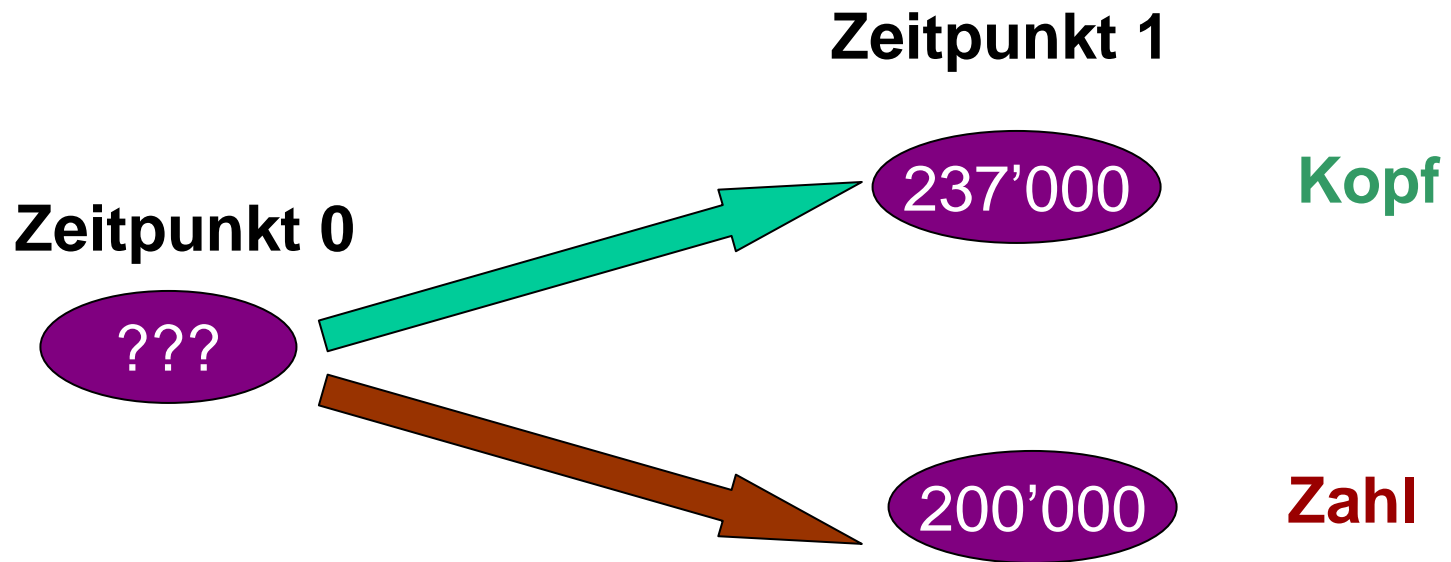 Zeitpunkt 1
237’000 Kopf
Zeitpunkt 0
???
200’000 Zahl